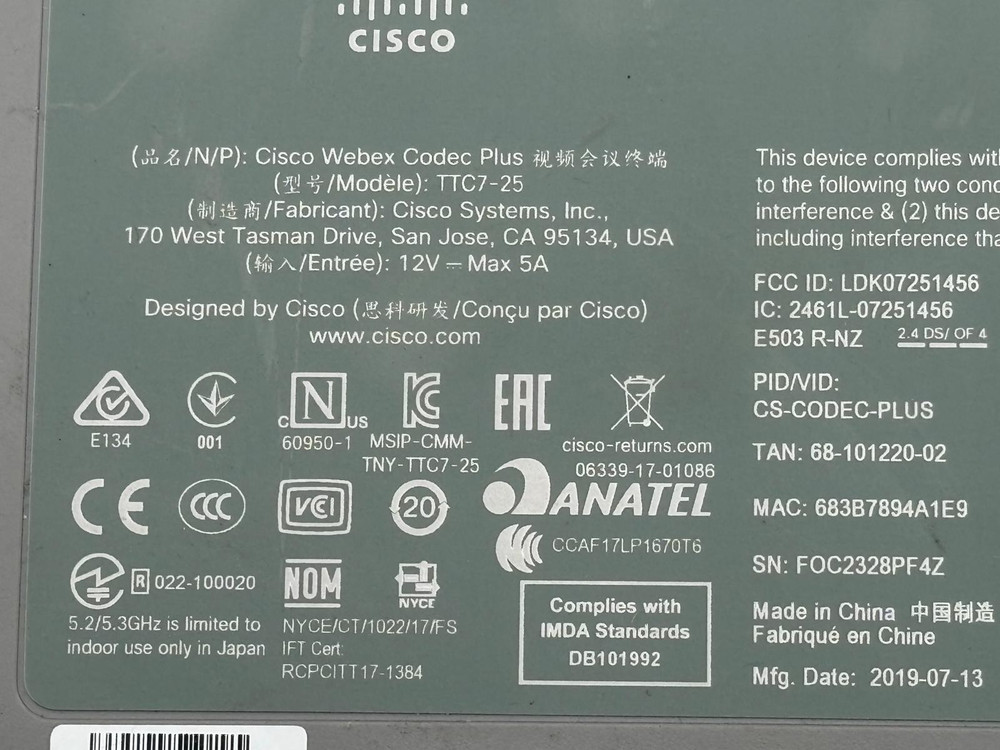 CISCO
(品名/N/P): Cisco Webex Codec Plus 视频会议终端
(型号/Modèle): TTC7-25
(制造商/Fabricant): Cisco Systems, Inc.,
170 West Tasman Drive, San Jose, CA 95134, USA
(输入/Entrée): 12V ⎓ Max 5A
Designed by Cisco (思科研发/Conçu par Cisco)
www.cisco.com
E134
001
C N US
60950-1
KC
MSIP-CMM-
TNY-TTC7-25
EAC
cisco-returns.com
06339-17-01086
ANATEL
CE
CCC
VCI
20
CCAF17LP1670T6
R 022-100020
5.2/5.3GHz is limited to
indoor use only in Japan
NOM
NYCE
NYCE/CT/1022/17/FS
IFT Cert:
RCPCITT17-1384
Complies with
IMDA Standards
DB101992
This device complies with
to the following two
interference & (2) this
including interference
FCC ID: LDK07251456
IC: 2461L-07251456
E503 R-NZ
2.4 DS/ OF 4
PID/VID:
CS-CODEC-PLUS
TAN: 68-101220-02
MAC: 683B7894A1E9
SN: FOC2328PF4Z
Made in China 中国制造
Fabriqué en Chine
Mfg. Date: 2019-07-13